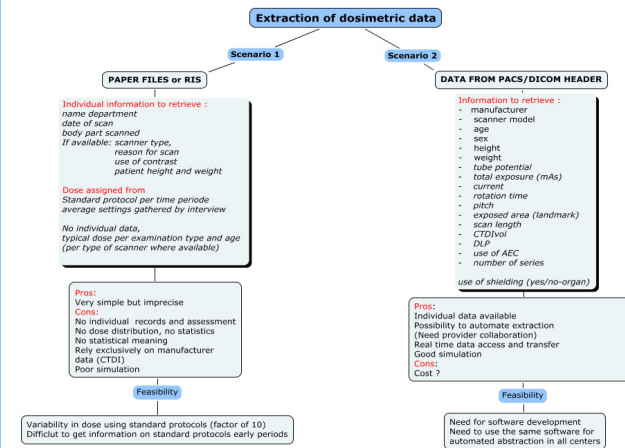 Extraction of dosimetric data
Scenario 1
PAPER FILES or RIS
Individual information to retrieve :
name department
date of scan
body part scanned
If available: scanner type,
reason for scan
use of contrast
patient height and weight
Dose assigned from
Standard protocol per time periode
average settings gathered by interview
No individual data,
typical dose per examination type and age
(per type of scanner where available)
Pros:
Very simple but imprecise
Cons:
No individual records and assessment
No dose distribution, no statistics
No statistical meaning
Rely exclusively on manufacturer
data (CTDI)
Poor simulation
Feasibility
Variability in dose using standard protocols (factor of 10)
Difficlut to get information on standard protocols early periods
Scenario 2
DATA FROM PACS/DICOM HEADER
Information to retrieve :
- manufacturer
- scanner model
- age
- sex
- height
- weight
- tube potential
- total exposure (mAs)
- current
- rotation time
- pitch
- exposed area (landmark)
- scan length
- CTDIvol
- DLP
- use of AEC
- number of series
use of shielding (yes/no-organ)
Pros:
Individual data available
Possibility to automate extraction
(Need provider collaboration)
Real time data access and transfer
Good simulation
Cons:
Cost ?
Feasibility
Need for software development
Need to use the same software for
automated abstraction in all centers